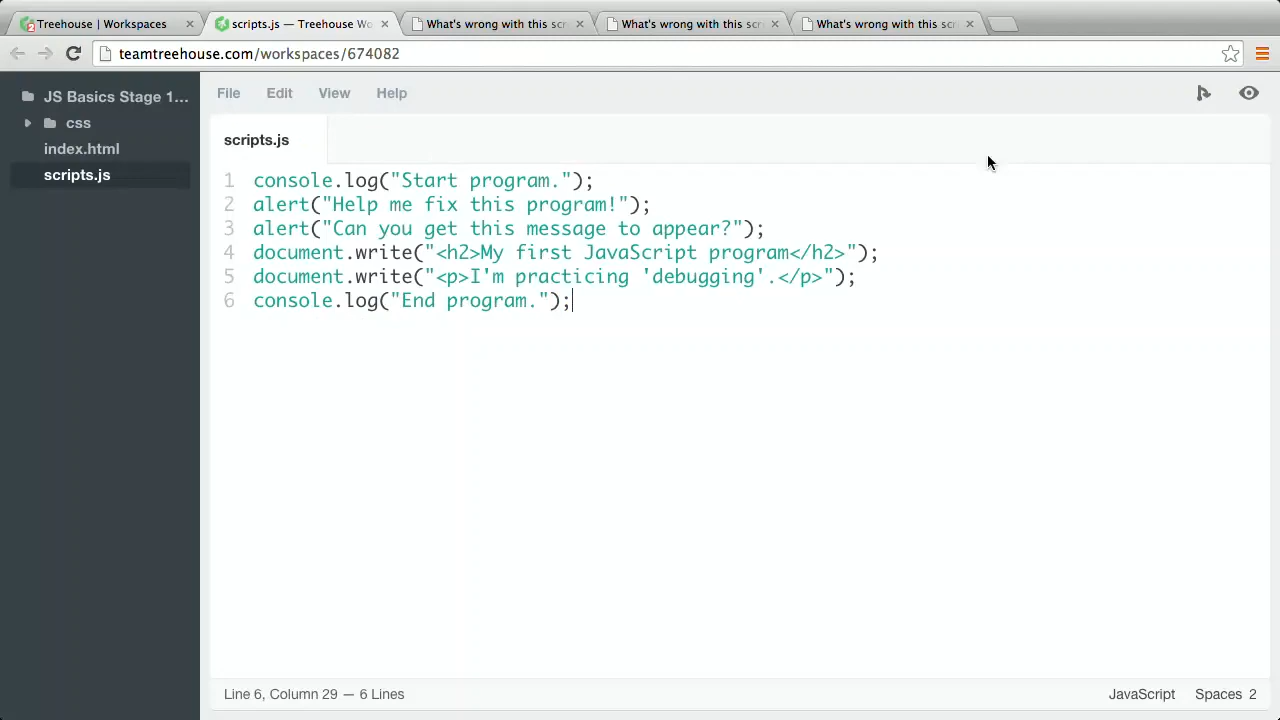 Treehouse | Workspaces
scripts.js — Treehouse Wo
What's wrong with this scr
What's wrong with this scr
What's wrong with this scr
teamtreehouse.com/workspaces/674082
JS Basics Stage 1...
css
index.html
scripts.js
File Edit View Help
scripts.js
1 console.log("Start program.");
2 alert("Help me fix this program!");
3 alert("Can you get this message to appear?");
4 document.write("<h2>My first JavaScript program</h2>");
5 document.write("<p>I'm practicing 'debugging'.</p>");
6 console.log("End program.");
Line 6, Column 29 — 6 Lines
JavaScript Spaces 2